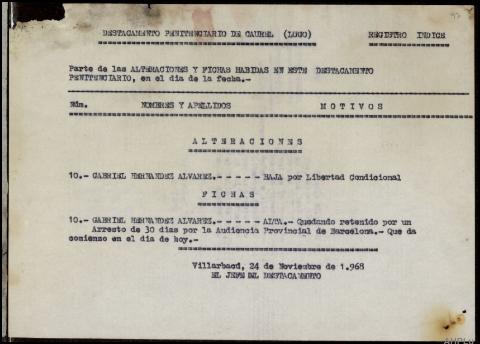 DESTACAMENTO PENITENCIARIO DE CAUREL (LUGO) REGISTRO INDICE
Parte de las ALTERACIONES Y FICHAS HABIDAS EN ESTE DESTACAMENTO
PENITENCIARIO, en el día de la fecha.-
Núm. NOMBRES Y APELLIDOS MOTIVOS
ALTERACIONES
10.- GABRIEL HERNANDEZ ALVAREZ.- - - - - BAJA por Libertad Condicional
FICHAS
10.- GABRIEL HERNANDEZ ALVAREZ.- - - - - ALTA.- Quedando retenido por un
Arresto de 30 dias por la Audiencia Provincial de Barcelona.- Que da
comienzo en el dia de hoy.-
Villarbacú, 24 de Noviembre de 1.968
EL JEFE DEL DESTACAMENTO